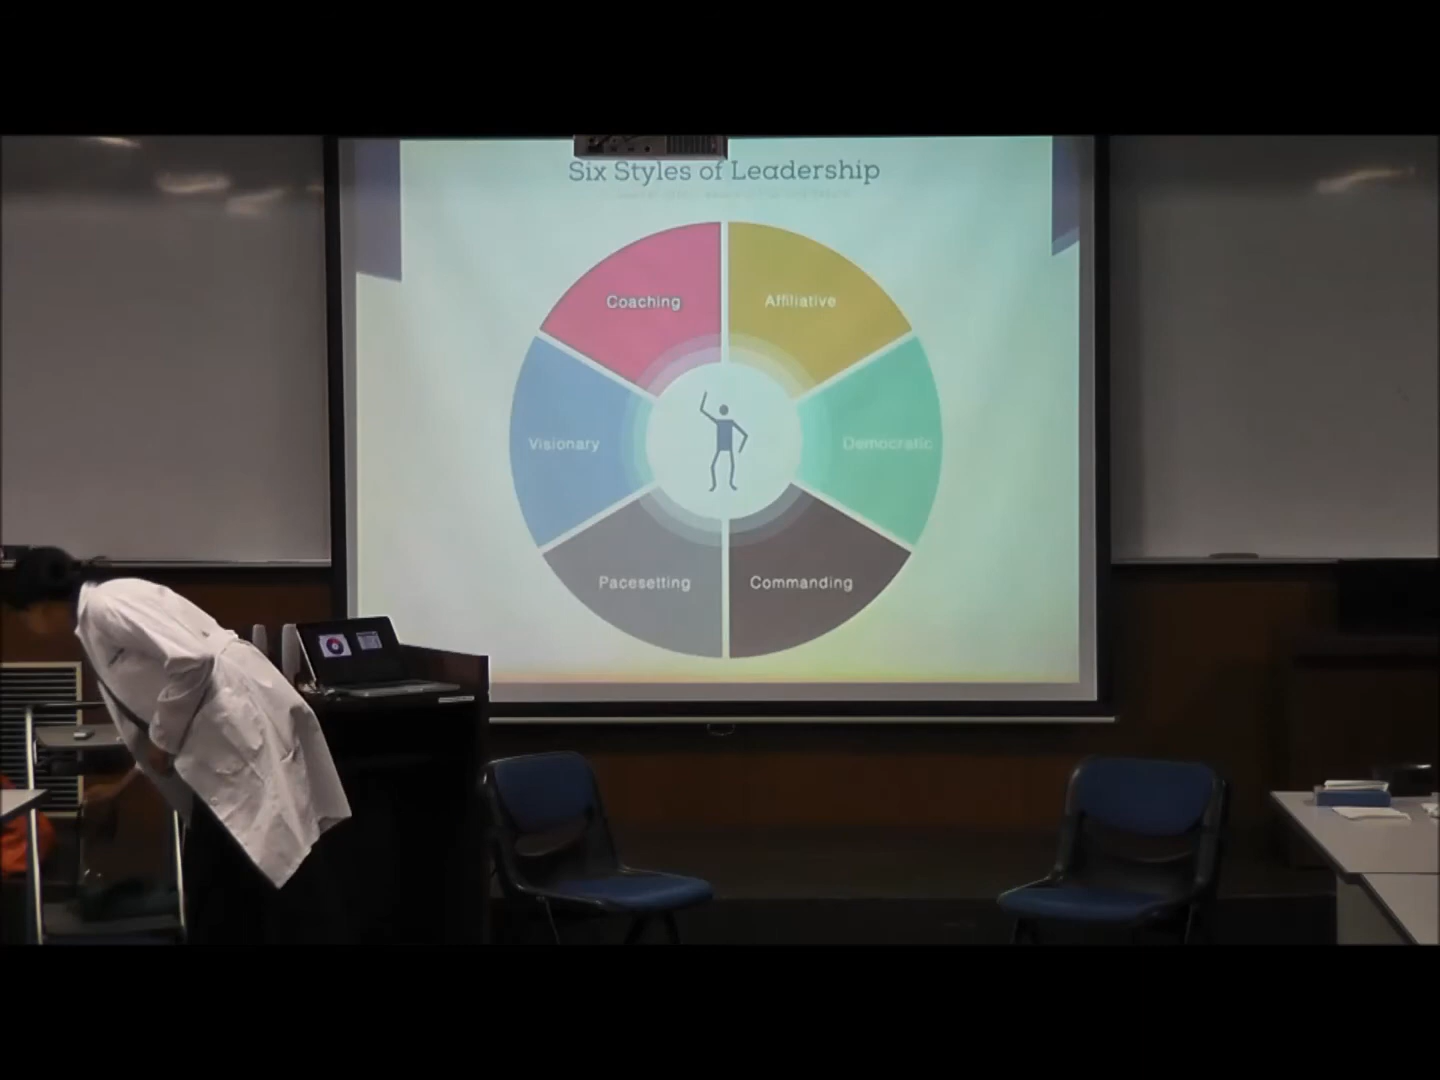 Six Styles of Leadership
Coaching
Affiliative
Visionary
Democratic
Pacesetting
Commanding